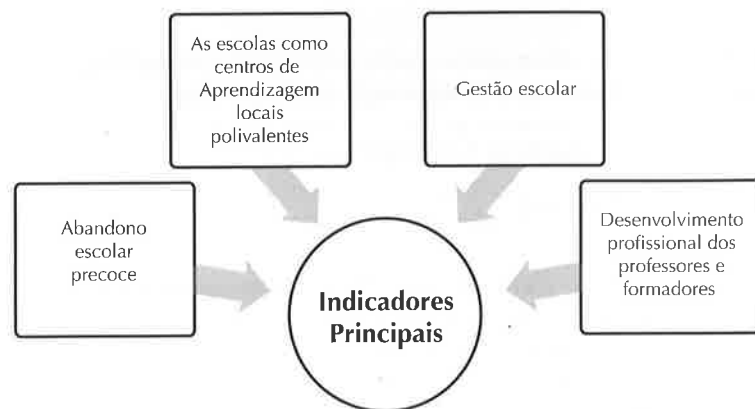 As escolas como
centros de
Aprendizagem
locais
polivalentes
Gestão escolar
Abandono
escolar
precoce
Desenvolvimento
profissional dos
professores e
formadores
Indicadores
Principais